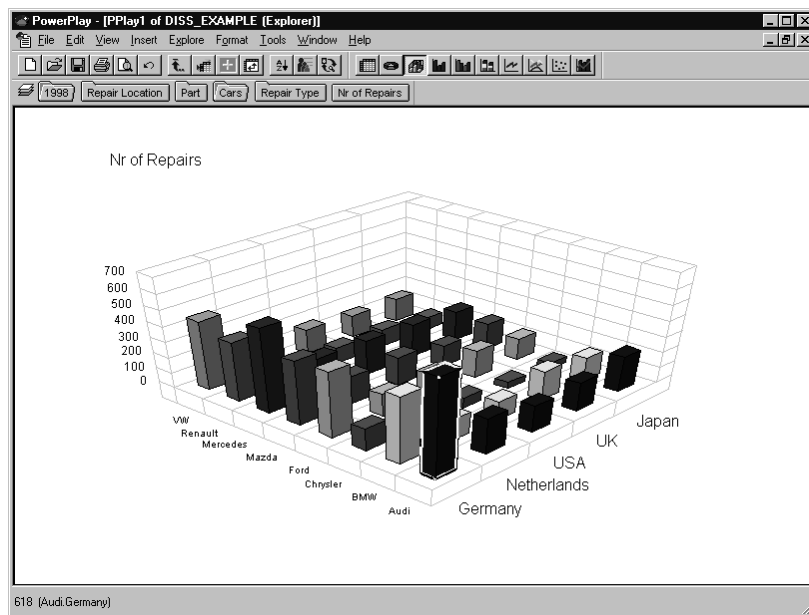 PowerPlay - [PPlay1 of DISS_EXAMPLE (Explorer)]
File Edit View Insert Explore Format Tools Window Help
1998 Repair Location Part Cars Repair Type Nr of Repairs
Nr of Repairs
700
600
500
400
300
200
100
0
VW
Renault
Mercedes
Mazda
Ford
Chrysler
BMW
Audi
Japan
UK
USA
Netherlands
Germany
618 (Audi.Germany)